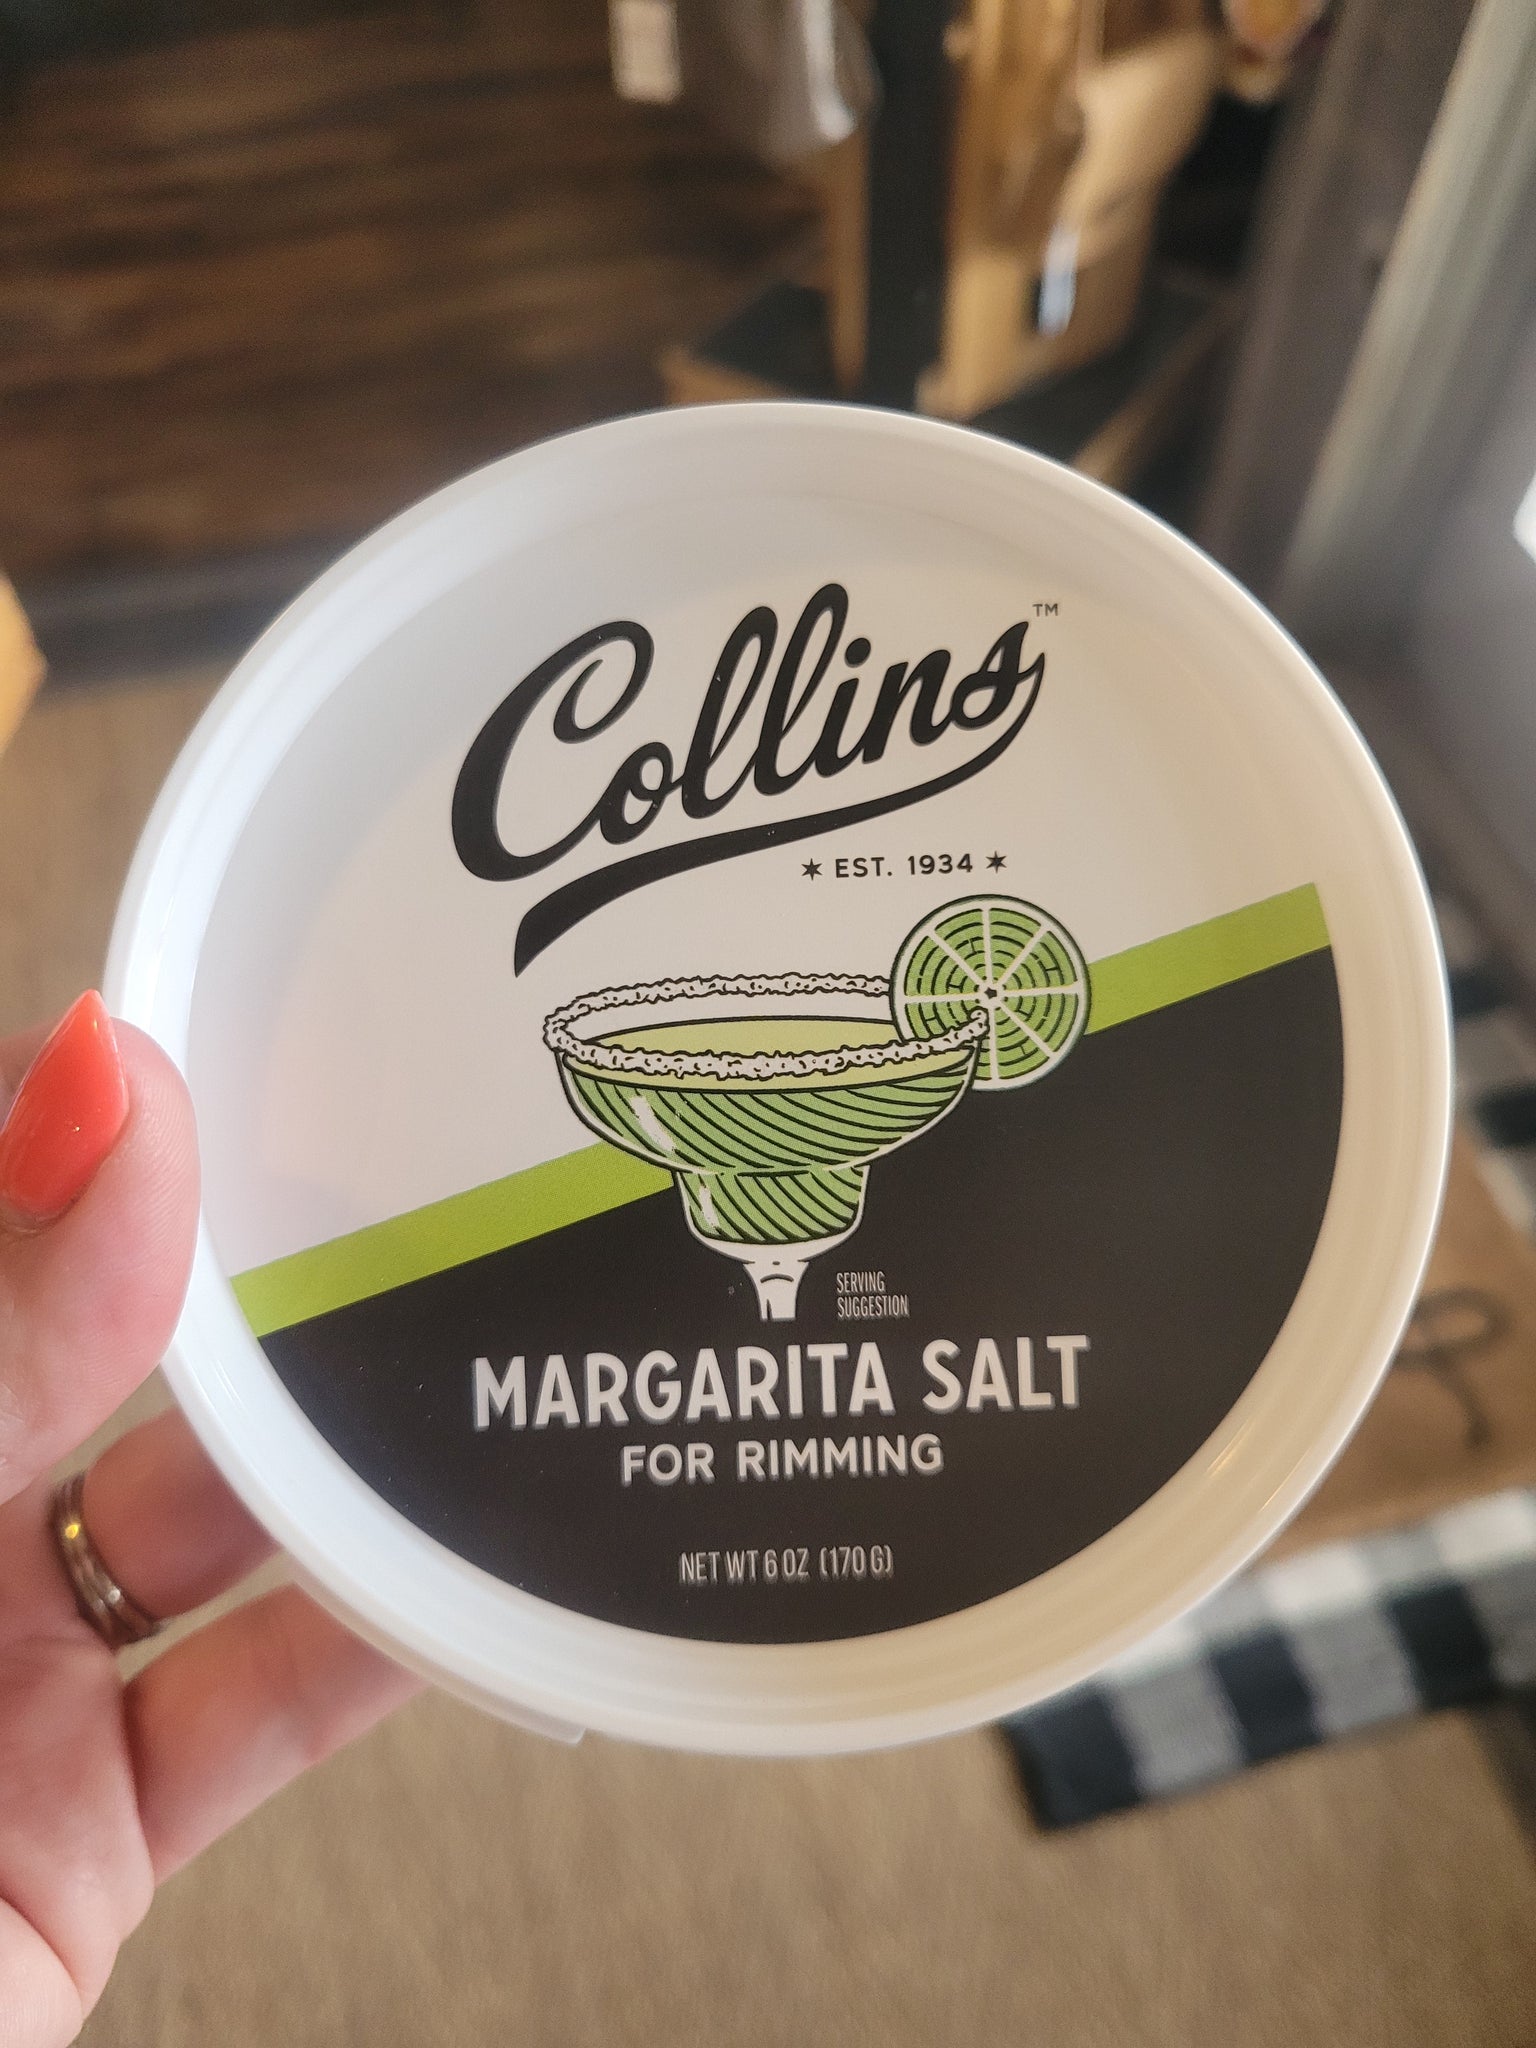 Collins™
★ EST. 1934 ★
SERVING
SUGGESTION
MARGARITA SALT
FOR RIMMING
NET WT 6 OZ (170 G)